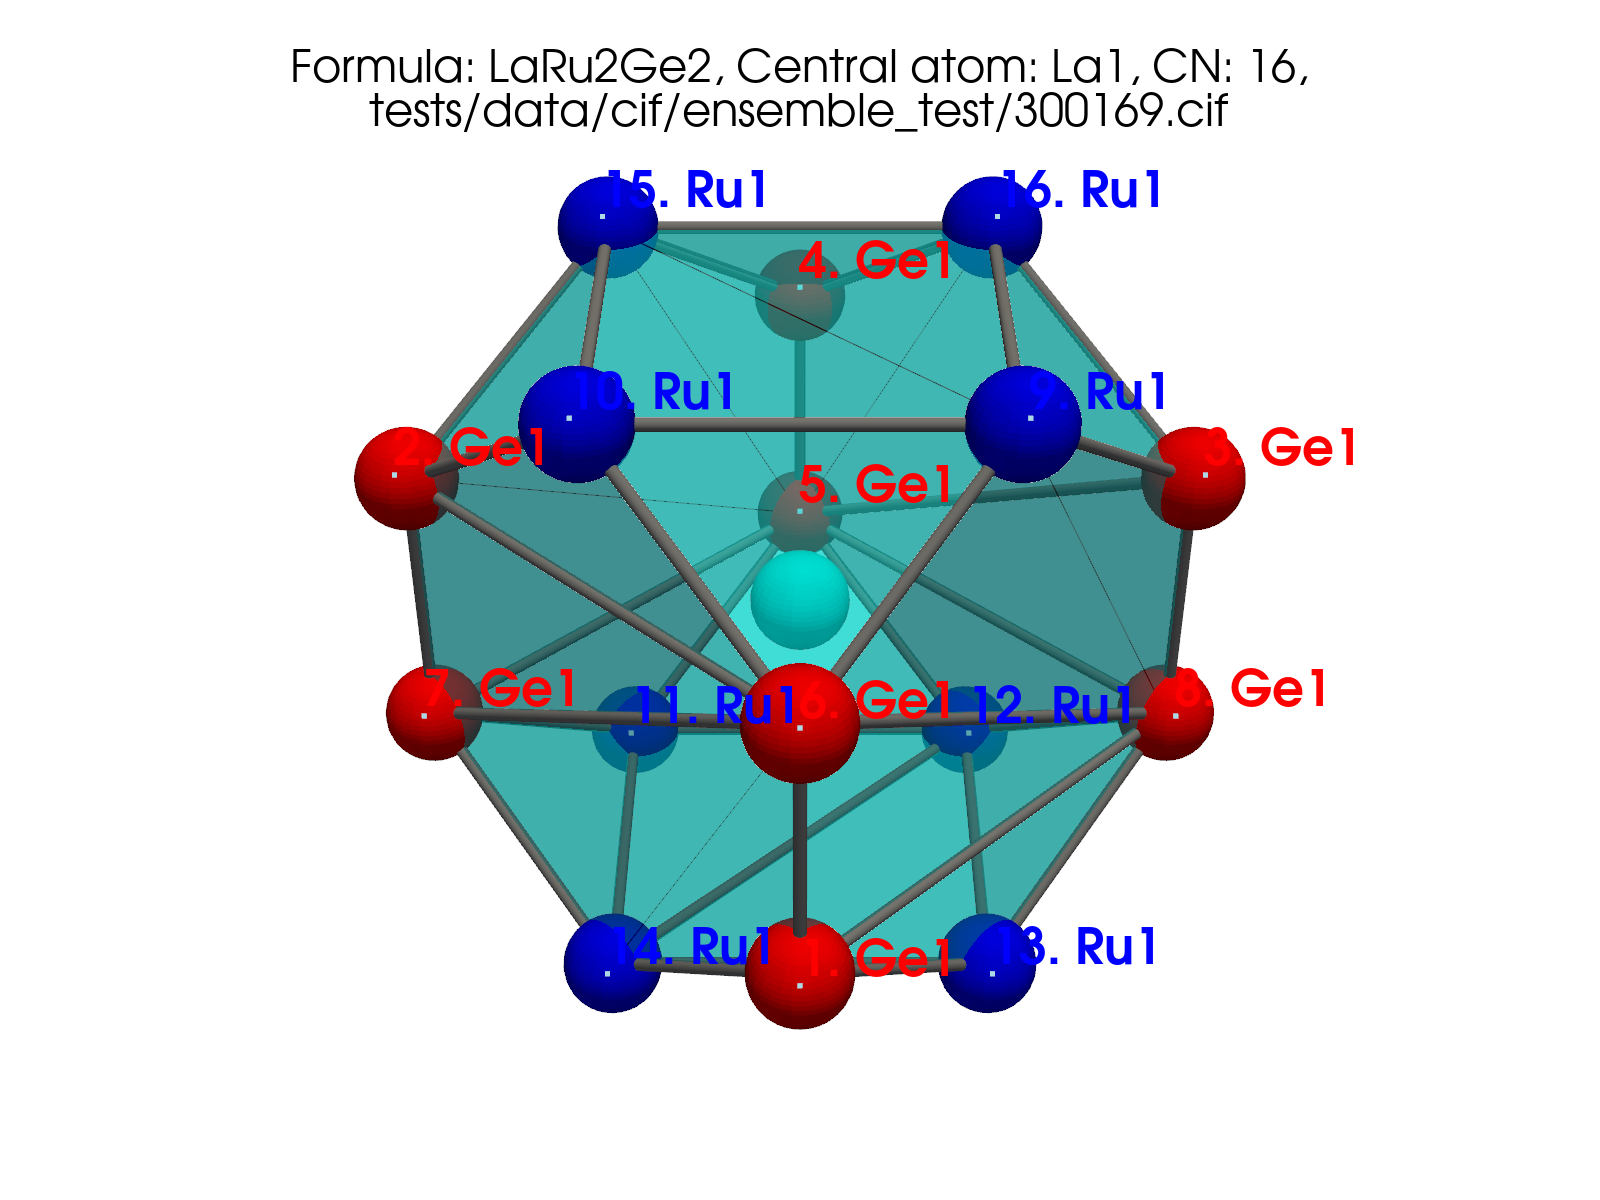 Formula: LaRu2Ge2, Central atom: La1, CN: 16,
tests/data/cif/ensemble_test/300169.cif
15. Ru1
16. Ru1
4. Ge1
10. Ru1
9. Ru1
2. Ge1
3. Ge1
5. Ge1
7. Ge1
11. Ru1
6. Ge1
12. Ru1
8. Ge1
14. Ru1
1. Ge1
13. Ru1